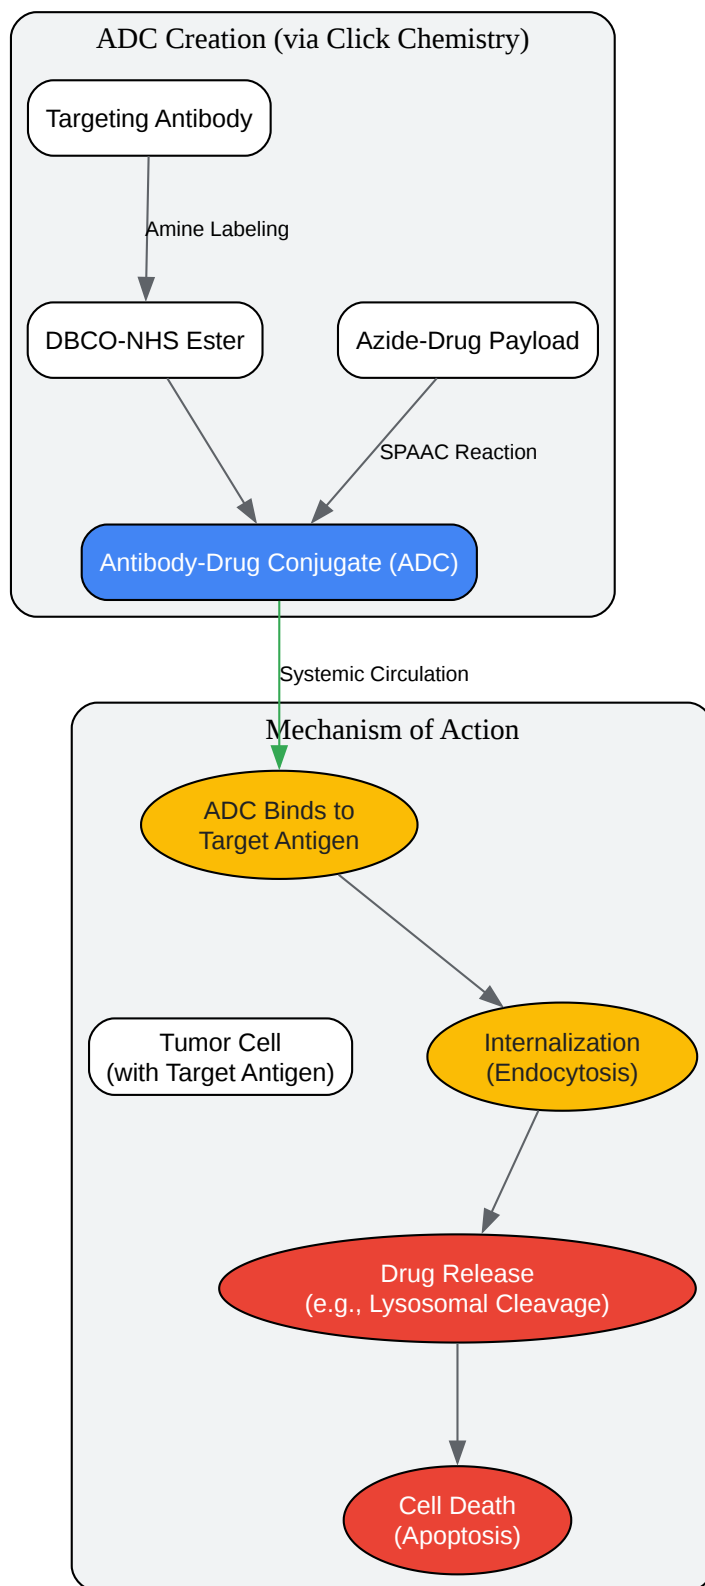 ADC Creation (via Click Chemistry)
Targeting Antibody
Amine Labeling
DBCO-NHS Ester
Azide-Drug Payload
SPAAC Reaction
Antibody-Drug Conjugate (ADC)
Systemic Circulation
Mechanism of Action
ADC Binds to
Target Antigen
Tumor Cell
(with Target Antigen)
Internalization
(Endocytosis)
Drug Release
(e.g., Lysosomal Cleavage)
Cell Death
(Apoptosis)